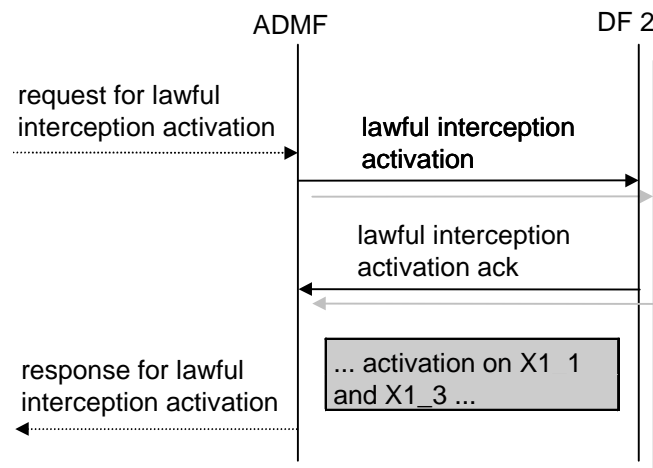 ADMF
DF 2
request for lawful
interception activation
lawful interception
activation
lawful interception
activation ack
... activation on X1 1
and X1_3 ...
response for lawful
interception activation